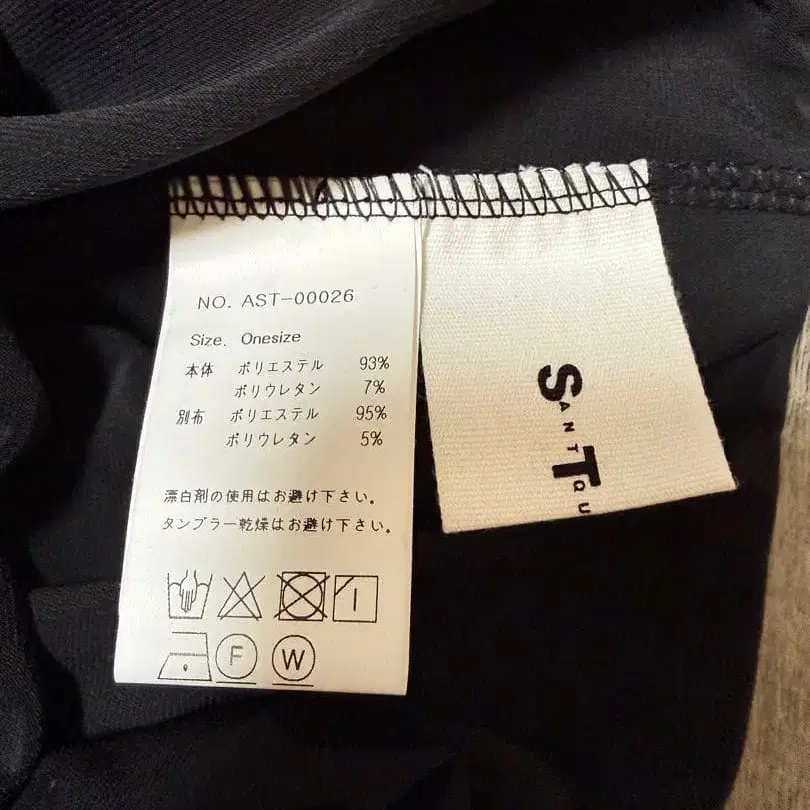 NO. AST-00026
Size. Onesize
本体 ポリエステル 93%
ポリウレタン 7%
別布 ポリエステル 95%
ポリウレタン 5%
漂白剤の使用はお避け下さい。
タンブラー乾燥はお避け下さい。
F W
SANT
TQU